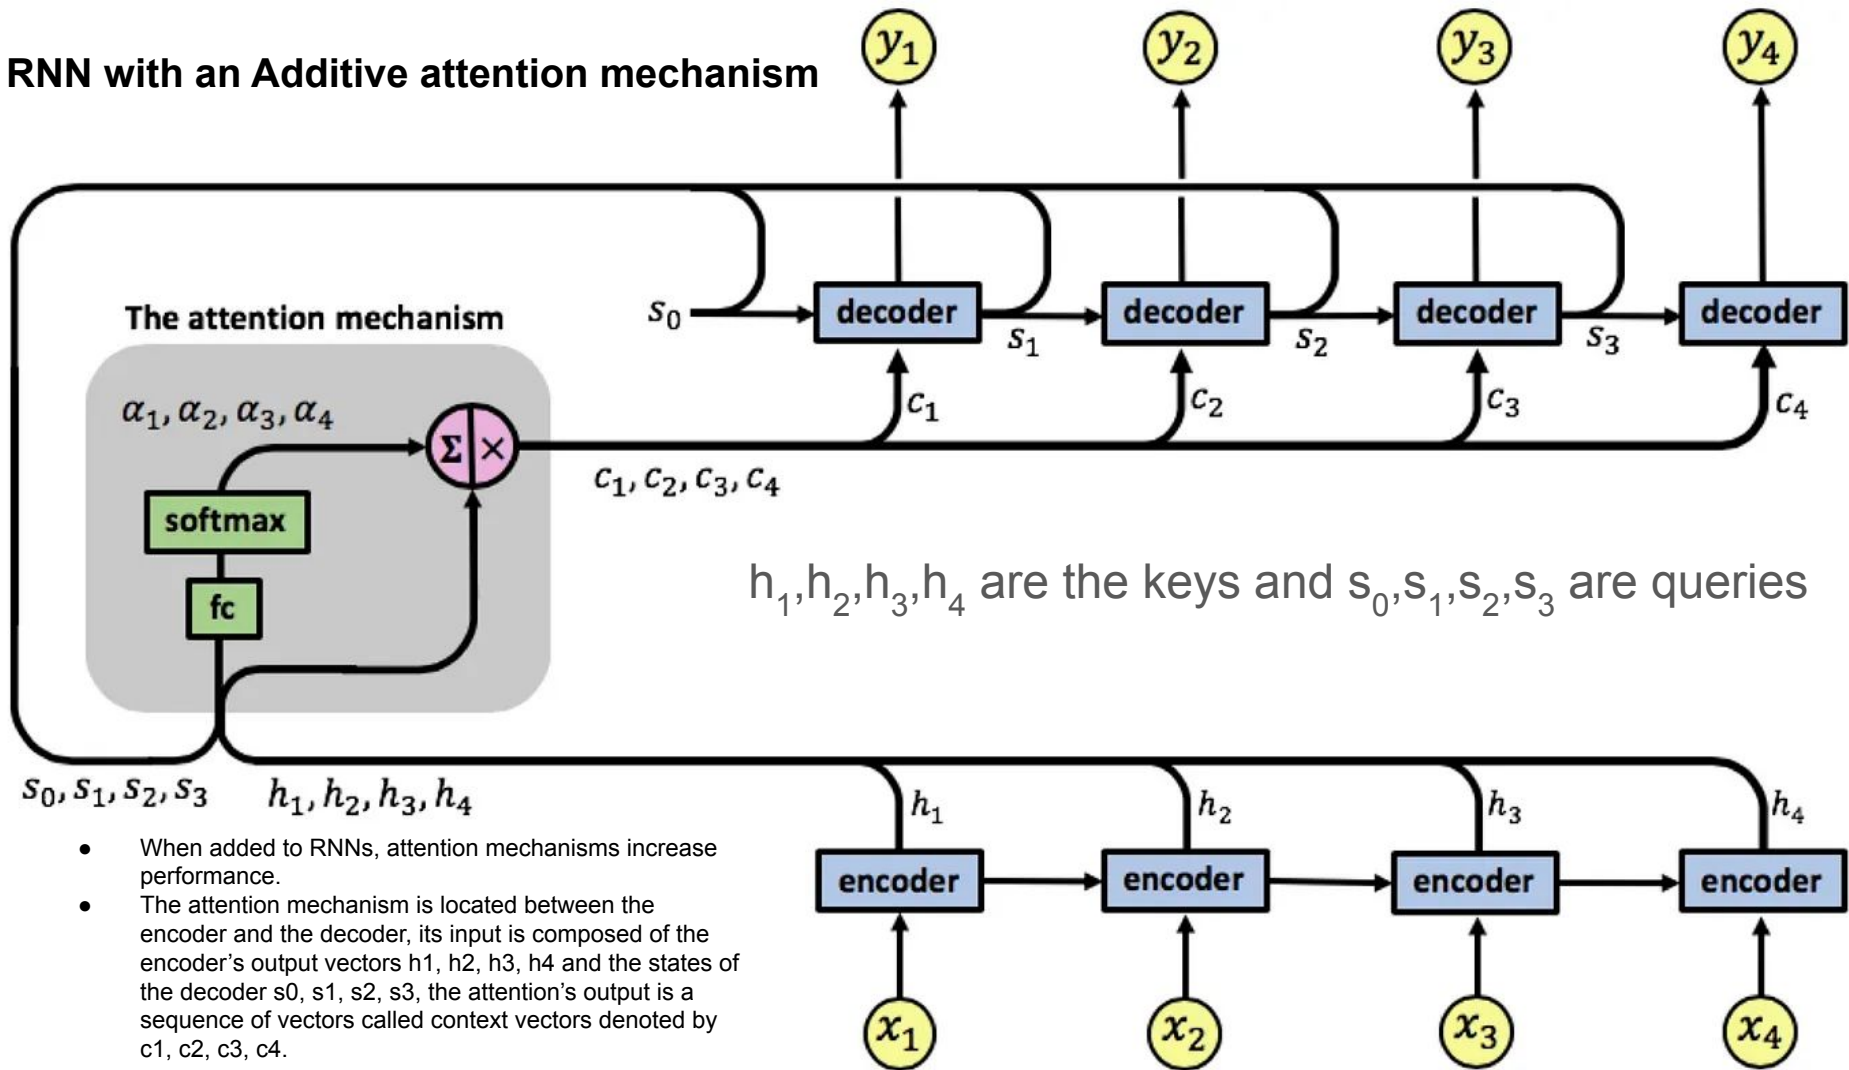 RNN with an Additive attention mechanism
y₁ y₂ y₃ y₄
The attention mechanism
s₀ decoder s₁ decoder s₂ decoder s₃ decoder
α₁, α₂, α₃, α₄
Σ ×
c₁ c₂ c₃ c₄
c₁, c₂, c₃, c₄
softmax
fc
h₁,h₂,h₃,h₄ are the keys and s₀,s₁,s₂,s₃ are queries
s₀, s₁, s₂, s₃ h₁, h₂, h₃, h₄
h₁ h₂ h₃ h₄
encoder encoder encoder encoder
x₁ x₂ x₃ x₄
● When added to RNNs, attention mechanisms increase
performance.
● The attention mechanism is located between the
encoder and the decoder, its input is composed of the
encoder’s output vectors h1, h2, h3, h4 and the states of
the decoder s0, s1, s2, s3, the attention’s output is a
sequence of vectors called context vectors denoted by
c1, c2, c3, c4.